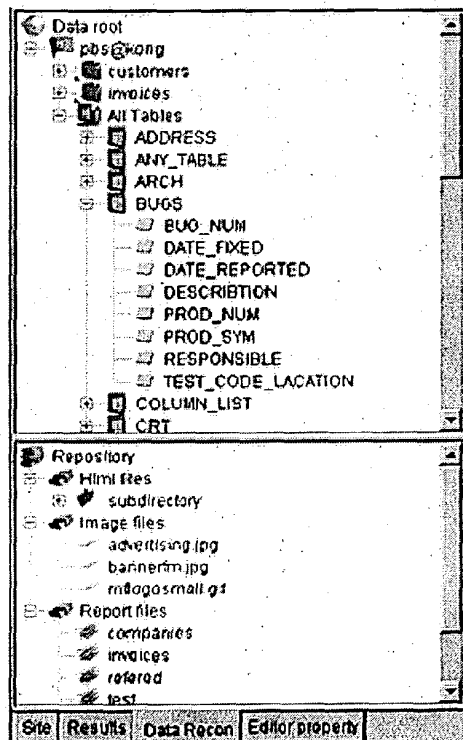 Data root
pbs@kong
customers
invoices
All Tables
ADDRESS
ANY_TABLE
ARCH
BUGS
BUG_NUM
DATE_FIXED
DATE_REPORTED
DESCRIBTION
PROD_NUM
PROD_SYM
RESPONSIBLE
TEST_CODE_LACATION
COLUMN_LIST
CRT
Repository
Html files
subdirectory
Image files
advertising.jpg
bannerfm.jpg
Report files
companies
invoices
refered
test
Site Results Data Recon Editor property